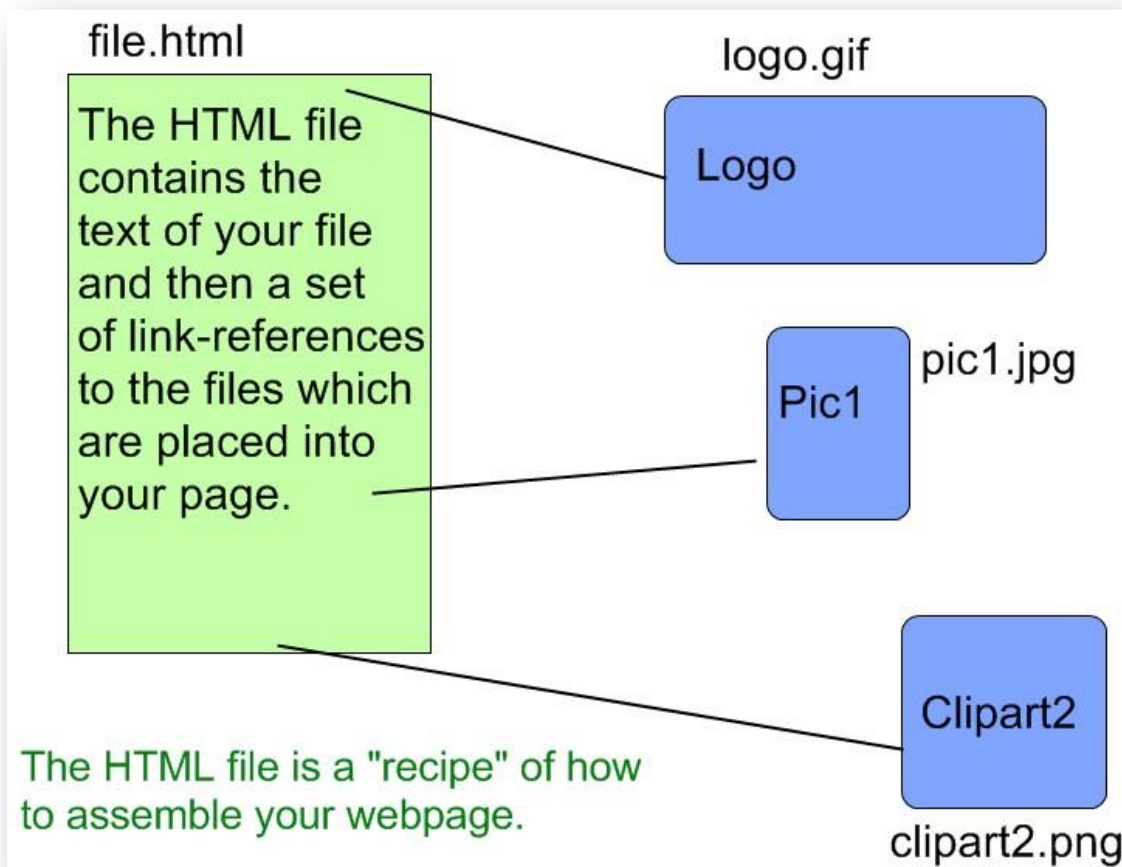 file.html
The HTML file
contains the
text of your file
and then a set
of link-references
to the files which
are placed into
your page.
logo.gif
Logo
Pic1
pic1.jpg
Clipart2
clipart2.png
The HTML file is a "recipe" of how
to assemble your webpage.